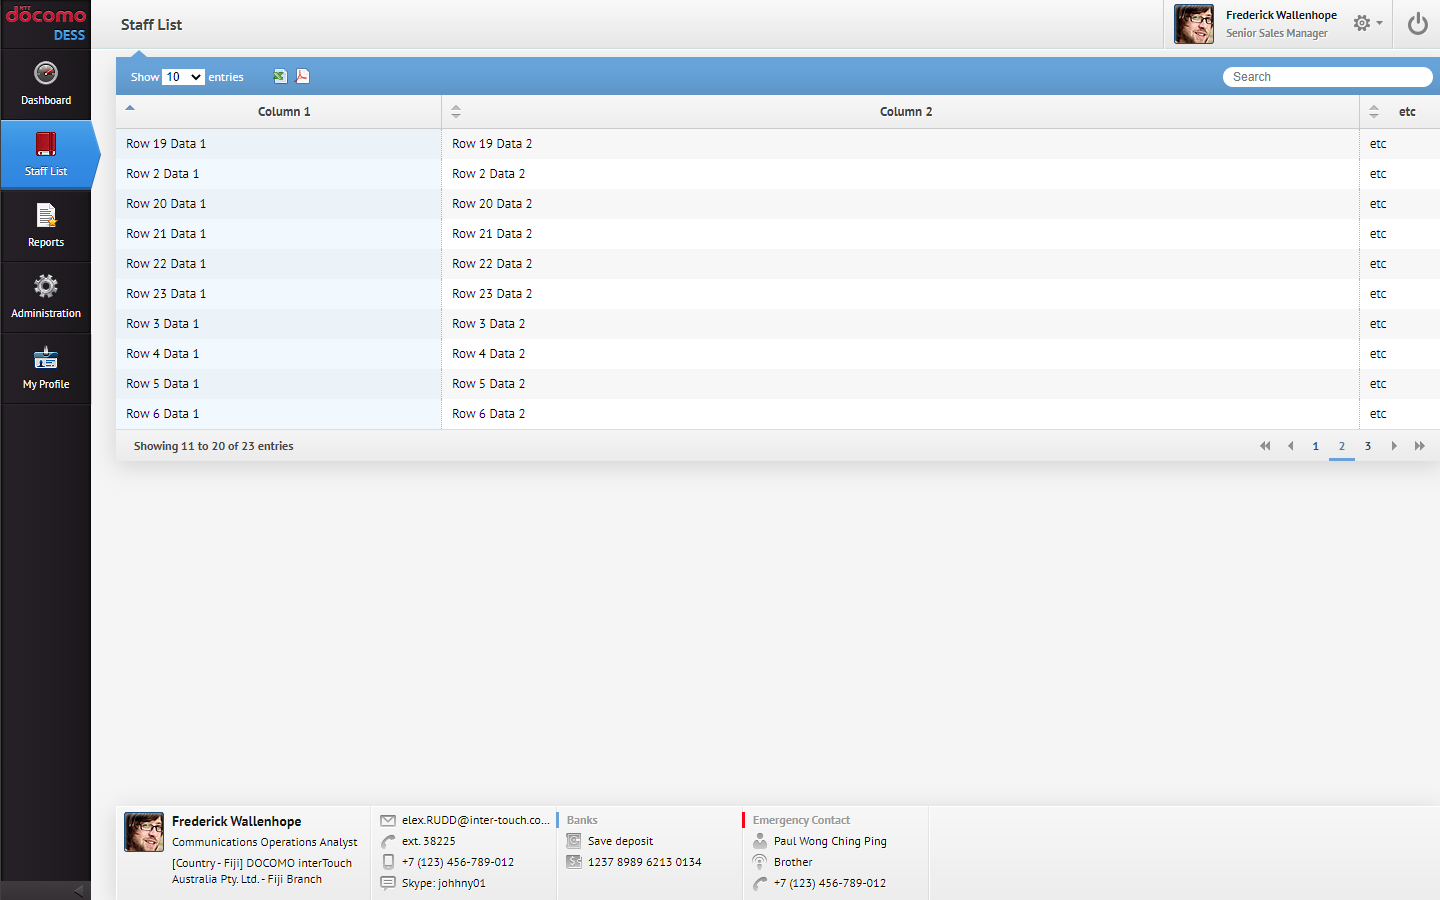 NTT
döcomo
DESS
Staff List
Frederick Wallenhope
Senior Sales Manager
Dashboard
Staff List
Reports
Administration
My Profile
Show 10 entries
Search
Column 1 Column 2 etc
Row 19 Data 1 Row 19 Data 2 etc
Row 2 Data 1 Row 2 Data 2 etc
Row 20 Data 1 Row 20 Data 2 etc
Row 21 Data 1 Row 21 Data 2 etc
Row 22 Data 1 Row 22 Data 2 etc
Row 23 Data 1 Row 23 Data 2 etc
Row 3 Data 1 Row 3 Data 2 etc
Row 4 Data 1 Row 4 Data 2 etc
Row 5 Data 1 Row 5 Data 2 etc
Row 6 Data 1 Row 6 Data 2 etc
Showing 11 to 20 of 23 entries
1 2 3
Frederick Wallenhope
Communications Operations Analyst
[Country - Fiji] DOCOMO interTouch
Australia Pty. Ltd. - Fiji Branch
elex.RUDD@inter-touch.co...
ext. 38225
+7 (123) 456-789-012
Skype: johhny01
Banks
Save deposit
1237 8989 6213 0134
Emergency Contact
Paul Wong Ching Ping
Brother
+7 (123) 456-789-012